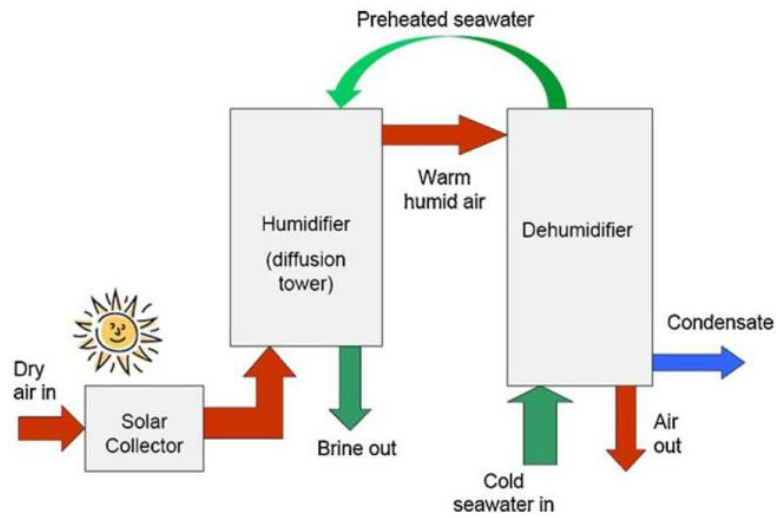 Preheated seawater
Warm
humid air
Humidifier
(diffusion
tower)
Dehumidifier
Condensate
Dry
air in
Solar
Collector
Brine out
Air
out
Cold
seawater in